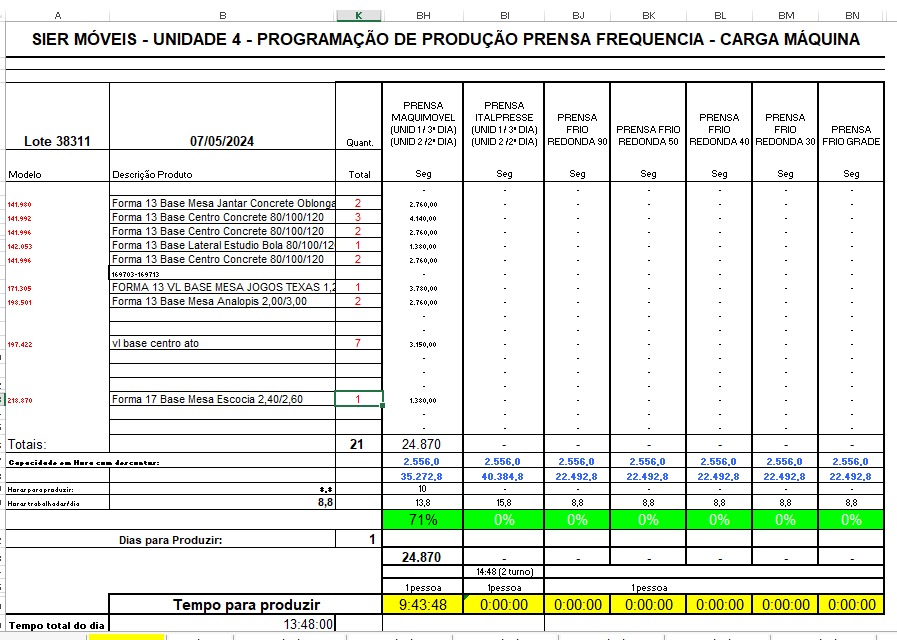 A B K BH BI BJ BK BL BM BN
SIER MÓVEIS - UNIDADE 4 - PROGRAMAÇÃO DE PRODUÇÃO PRENSA FREQUENCIA - CARGA MÁQUINA
Lote 38311 07/05/2024 Quant. PRENSA MAQUIMOVEL (UNID 1/ 3ª DIA) (UNID 2 /2ª DIA) PRENSA ITALPRESSE (UNID 1/ 3ª DIA) (UNID 2 /2ª DIA) PRENSA FRIO REDONDA 90 PRENSA FRIO REDONDA 50 PRENSA FRIO REDONDA 40 PRENSA FRIO REDONDA 30 PRENSA FRIO GRADE
Modelo Descrição Produto Total Seg Seg Seg Seg Seg Seg Seg
- - - - - - -
141.980 Forma 13 Base Mesa Jantar Concrete Oblonga 2 2.760,00 - - - - - -
141.992 Forma 13 Base Centro Concrete 80/100/120 3 4.140,00 - - - - - -
141.996 Forma 13 Base Centro Concrete 80/100/120 2 2.760,00 - - - - - -
142.053 Forma 13 Base Lateral Estudio Bola 80/100/12 1 1.380,00 - - - - - -
141.996 Forma 13 Base Centro Concrete 80/100/120 2 2.760,00 - - - - - -
169703-169713 - - - - - - -
171.305 FORMA 13 VL BASE MESA JOGOS TEXAS 1,2 1 3.780,00 - - - - - -
198.501 Forma 13 Base Mesa Analopis 2,00/3,00 2 2.760,00 - - - - - -
- - - - - - -
- - - - - - -
197.422 vl base centro ato 7 3.150,00 - - - - - -
- - - - - - -
- - - - - - -
- - - - - - -
218.870 Forma 17 Base Mesa Escocia 2,40/2,60 1 1.380,00 - - - - - -
- - - - - - -
- - - - - - -
Totais: 21 24.870 - - - - - -
Capacidade em Hora com descontar: 2.556,0 2.556,0 2.556,0 2.556,0 2.556,0 2.556,0 2.556,0
35.272,8 40.384,8 22.492,8 22.492,8 22.492,8 22.492,8 22.492,8
Horas para produzir: 8,8 10 - - - - - -
Horas trabalhadas/dia 8,8 13,8 15,8 8,8 8,8 8,8 8,8 8,8
71% 0% 0% 0% 0% 0% 0%
Dias para Produzir: 1
24.870 - - - - - -
14:48 (2 turno)
1 pessoa 1 pessoa 1 pessoa
Tempo para produzir 9:43:48 0:00:00 0:00:00 0:00:00 0:00:00 0:00:00 0:00:00
Tempo total do dia 13:48:00